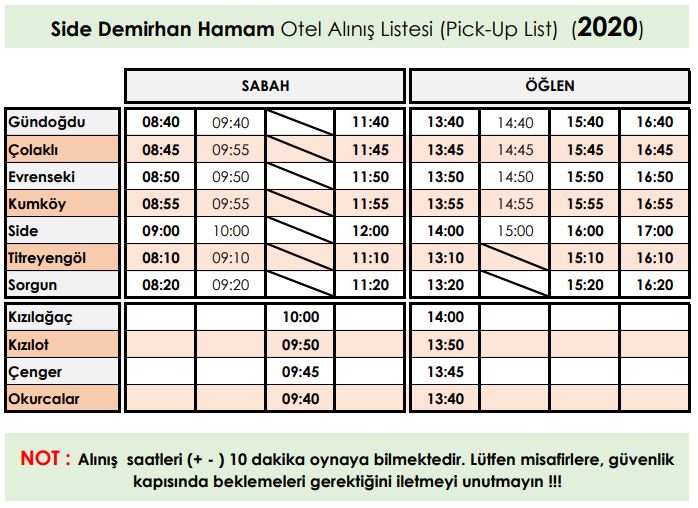 Side Demirhan Hamam Otel Alınış Listesi (Pick-Up List) (2020)
SABAH ÖĞLEN
Gündoğdu 08:40 09:40 11:40 13:40 14:40 15:40 16:40
Çolaklı 08:45 09:55 11:45 13:45 14:45 15:45 16:45
Evrenseki 08:50 09:50 11:50 13:50 14:50 15:50 16:50
Kumköy 08:55 09:55 11:55 13:55 14:55 15:55 16:55
Side 09:00 10:00 12:00 14:00 15:00 16:00 17:00
Titreyengöl 08:10 09:10 11:10 13:10 15:10 16:10
Sorgun 08:20 09:20 11:20 13:20 15:20 16:20
Kızılağaç 10:00 14:00
Kızılot 09:50 13:50
Çenger 09:45 13:45
Okurcalar 09:40 13:40
NOT : Alınış saatleri (+ - ) 10 dakika oynaya bilmektedir. Lütfen misafirlere, güvenlik
kapısında beklemeleri gerektiğini iletmeyi unutmayın !!!